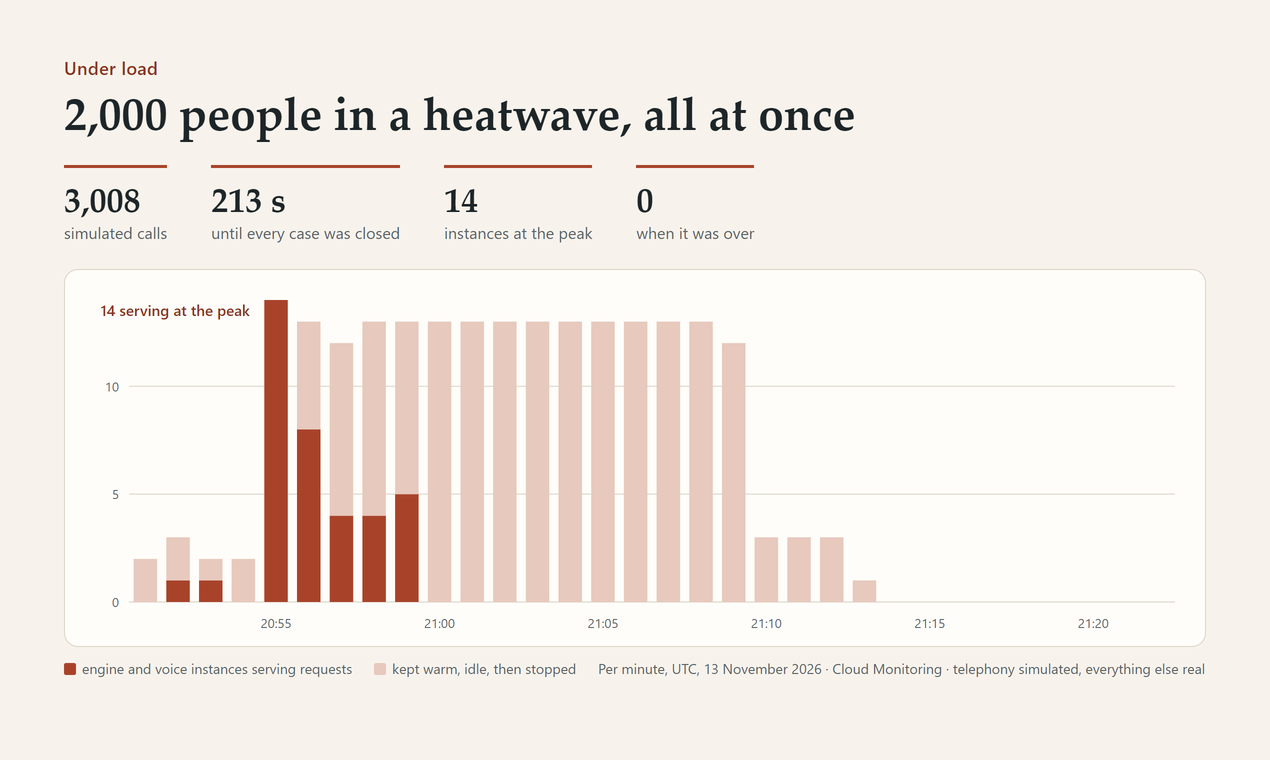 Under load
2,000 people in a heatwave, all at once
3,008
simulated calls
213 s
until every case was closed
14
instances at the peak
0
when it was over
14 serving at the peak
10
5
0
20:55
21:00
21:05
21:10
21:15
21:20
engine and voice instances serving requests
kept warm, idle, then stopped
Per minute, UTC, 13 November 2026 · Cloud Monitoring · telephony simulated, everything else real